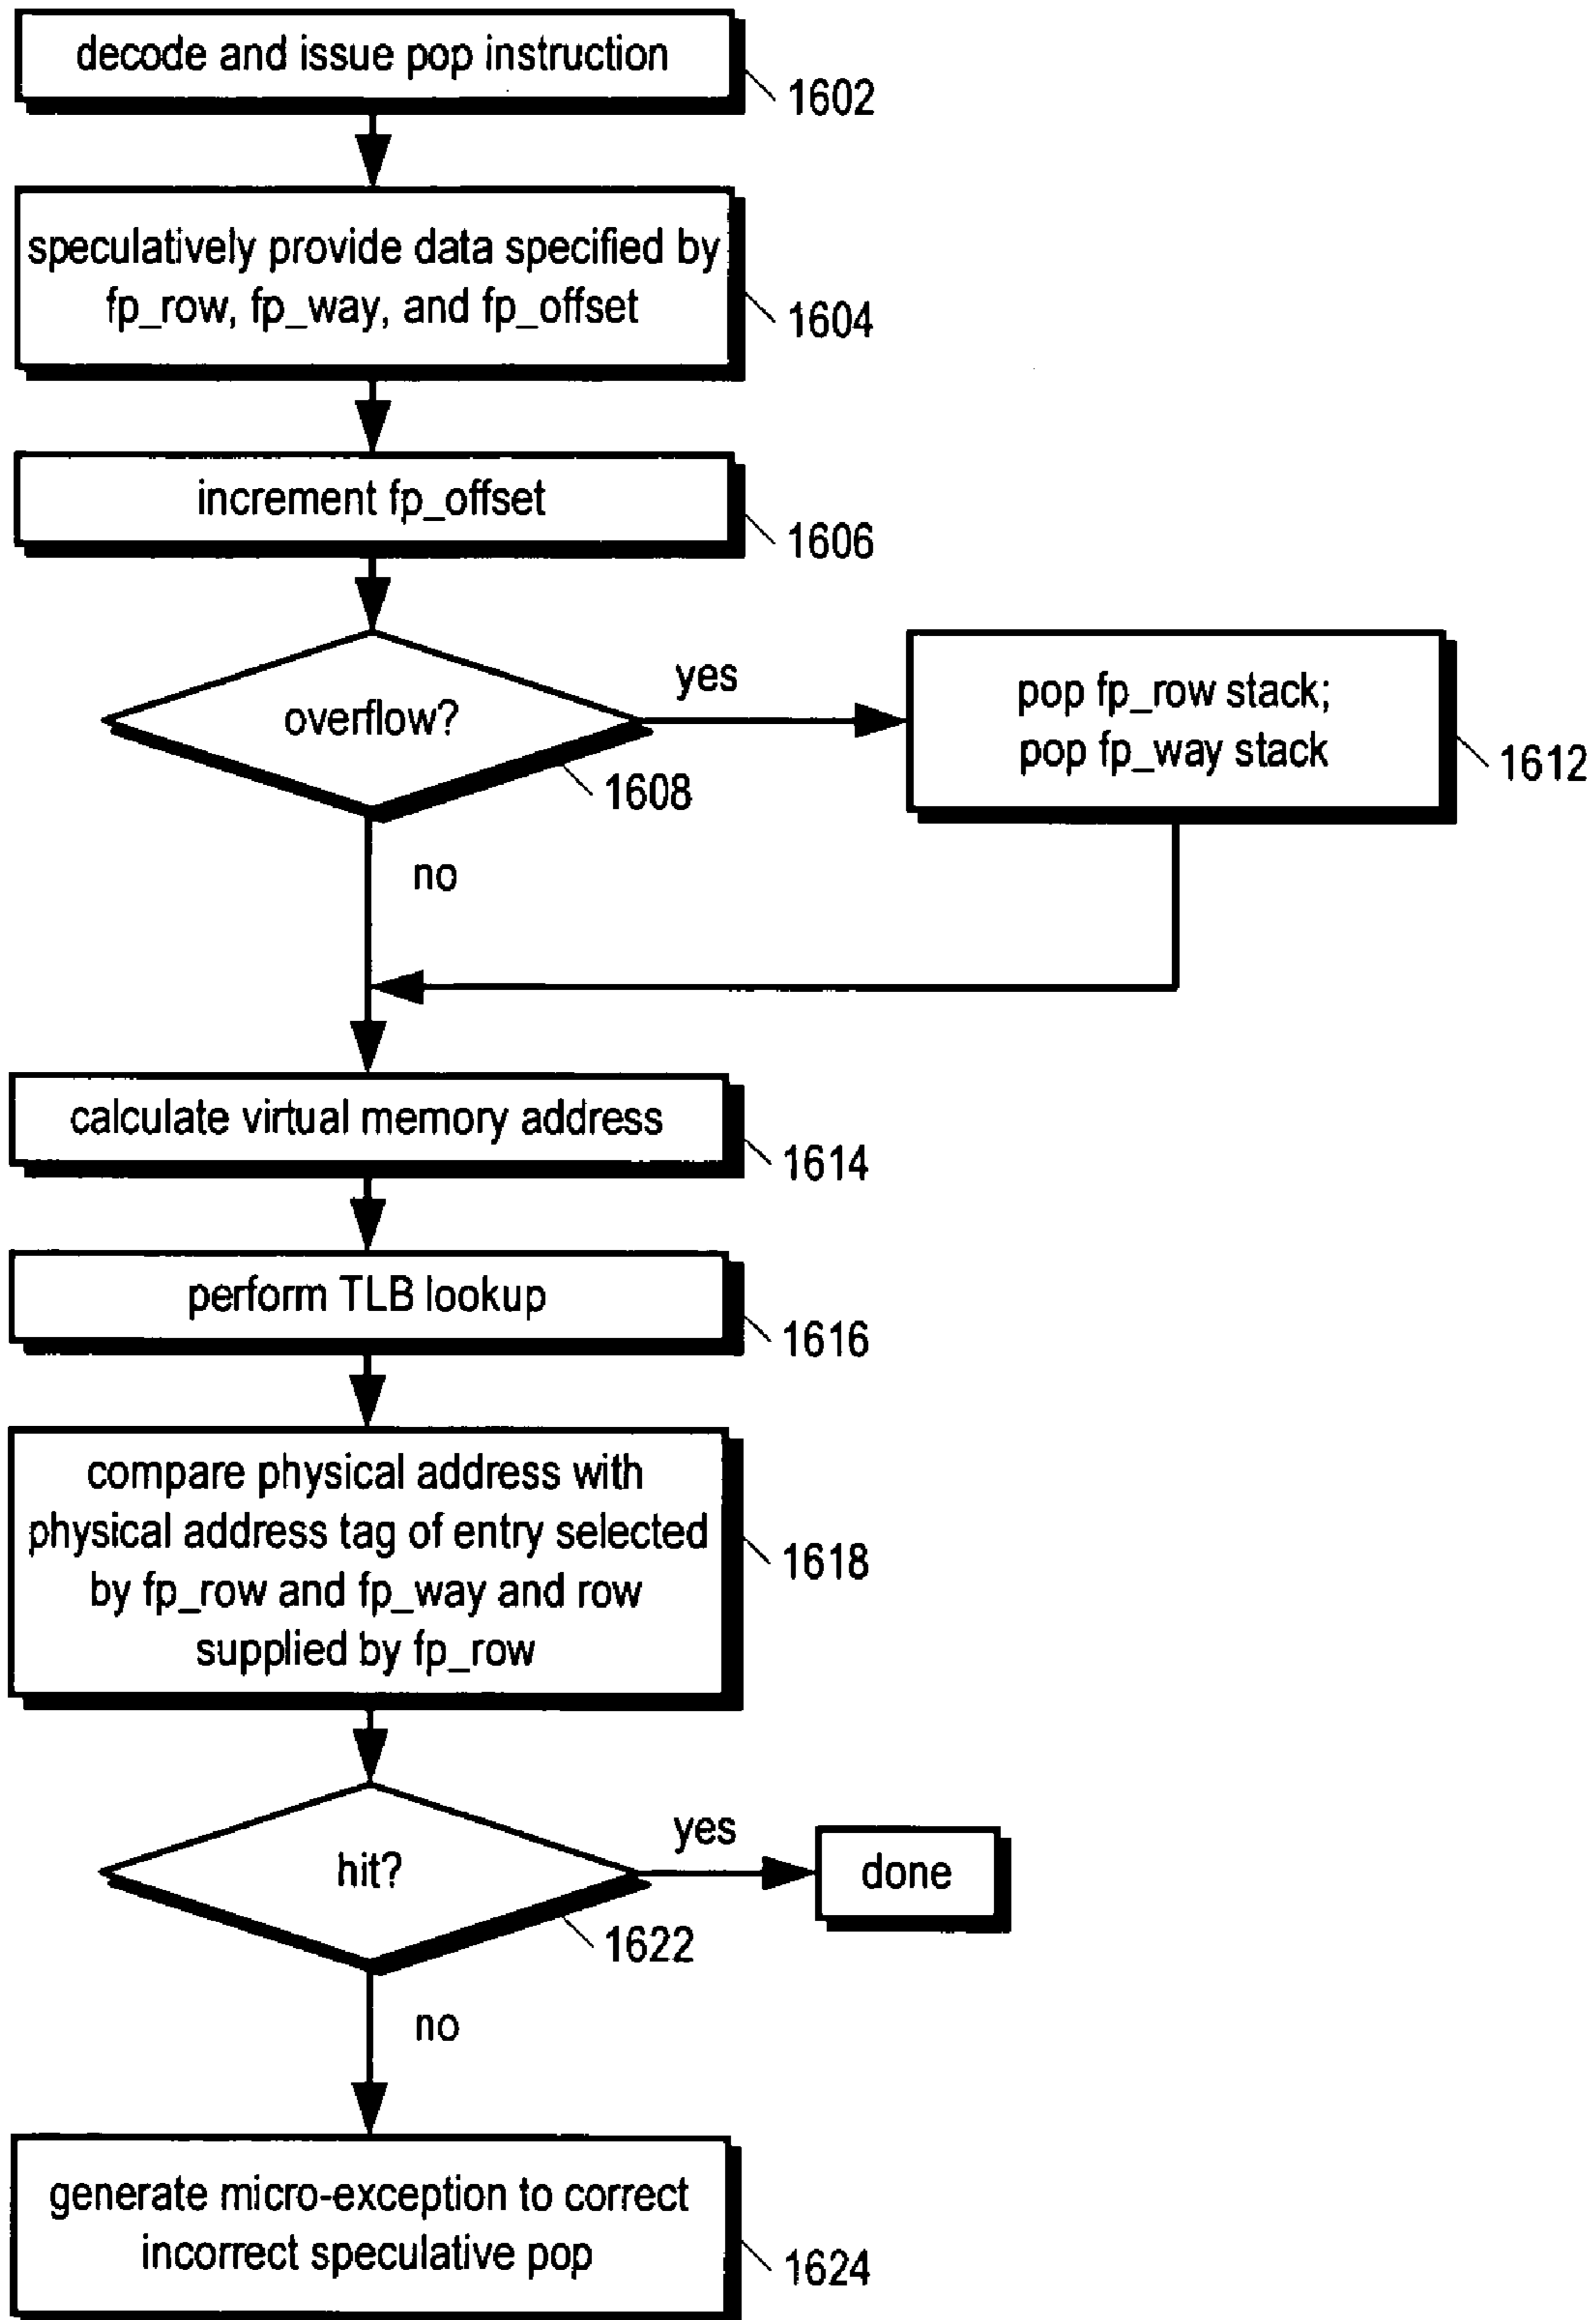 decode and issue pop instruction
1602
speculatively provide data specified by
fp_row, fp_way, and fp_offset
1604
increment fp_offset
1606
overflow?
1608
yes
pop fp_row stack;
pop fp_way stack
1612
no
calculate virtual memory address
1614
perform TLB lookup
1616
compare physical address with
physical address tag of entry selected
by fp_row and fp_way and row
supplied by fp_row
1618
hit?
1622
yes
done
no
generate micro-exception to correct
incorrect speculative pop
1624